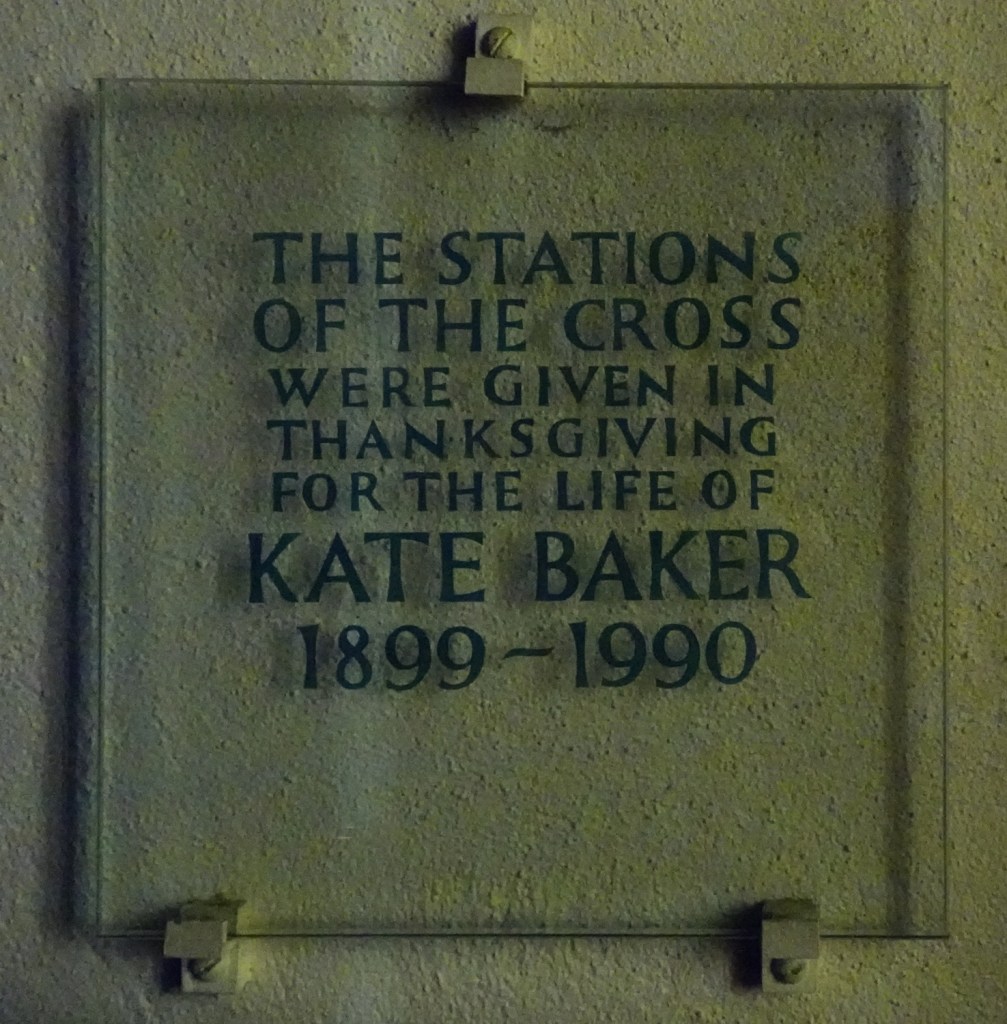 THE STATIONS
OF THE CROSS
WERE GIVEN IN
THANKSGIVING
FOR THE LIFE OF
KATE BAKER
1899 – 1990